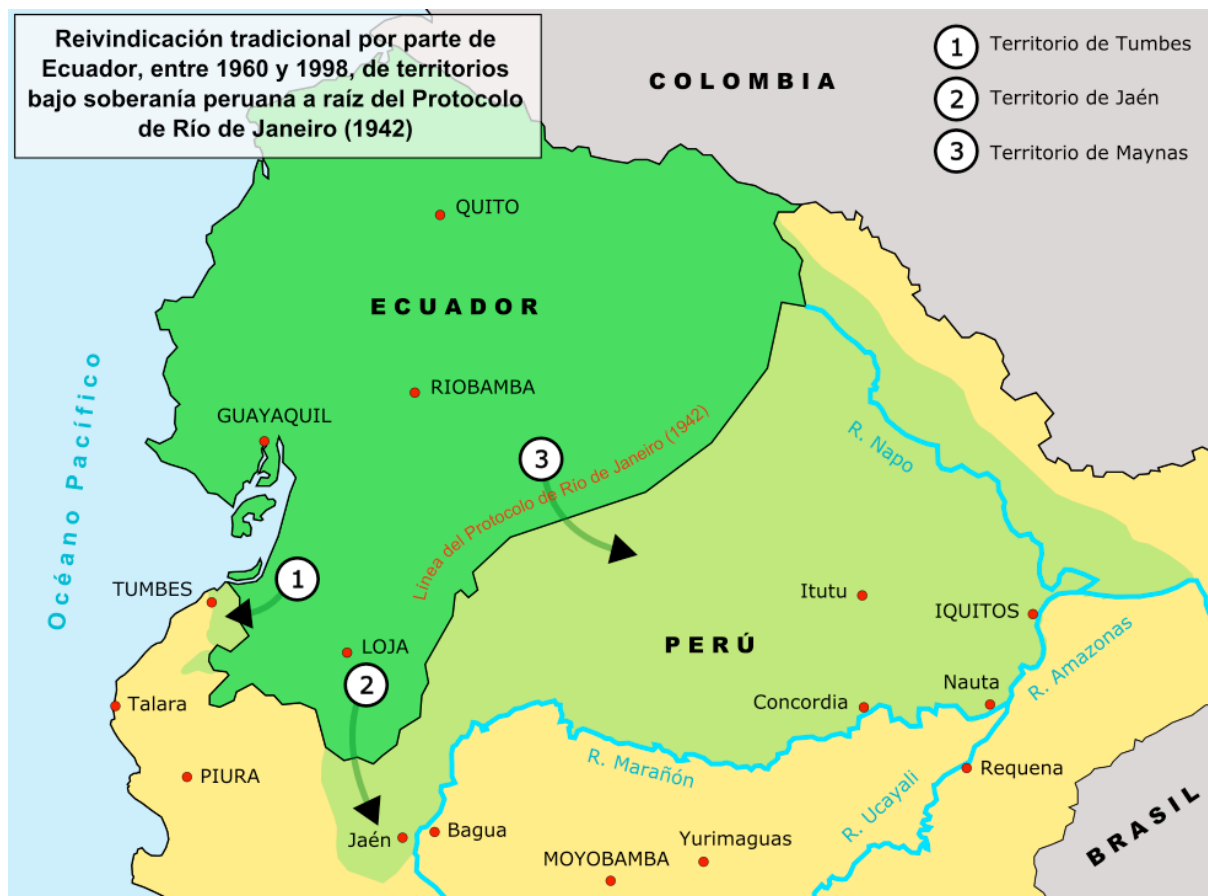 Reivindicación tradicional por parte de
Ecuador, entre 1960 y 1998, de territorios
bajo soberanía peruana a raíz del Protocolo
de Río de Janeiro (1942)
1 Territorio de Tumbes
2 Territorio de Jaén
3 Territorio de Maynas
COLOMBIA
QUITO
ECUADOR
RIOBAMBA
GUAYAQUIL
Océano Pacífico
R. Napo
3
Línea del Protocolo de Río de Janeiro (1942)
1
TUMBES
Itutu
IQUITOS
LOJA
PERÚ
2
R. Amazonas
Talara
Concordia
Nauta
R. Marañón
PIURA
Requena
R. Ucayali
BRASIL
Jaén
Bagua
Yurimaguas
MOYOBAMBA